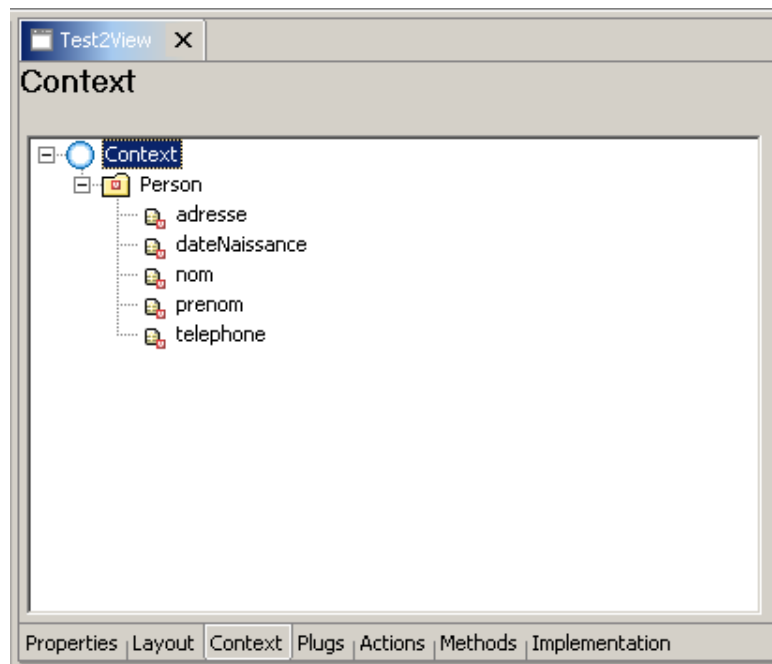 Test2View
Context
Context
Person
adresse
dateNaissance
nom
prenom
telephone
Properties Layout Context Plugs Actions Methods Implementation